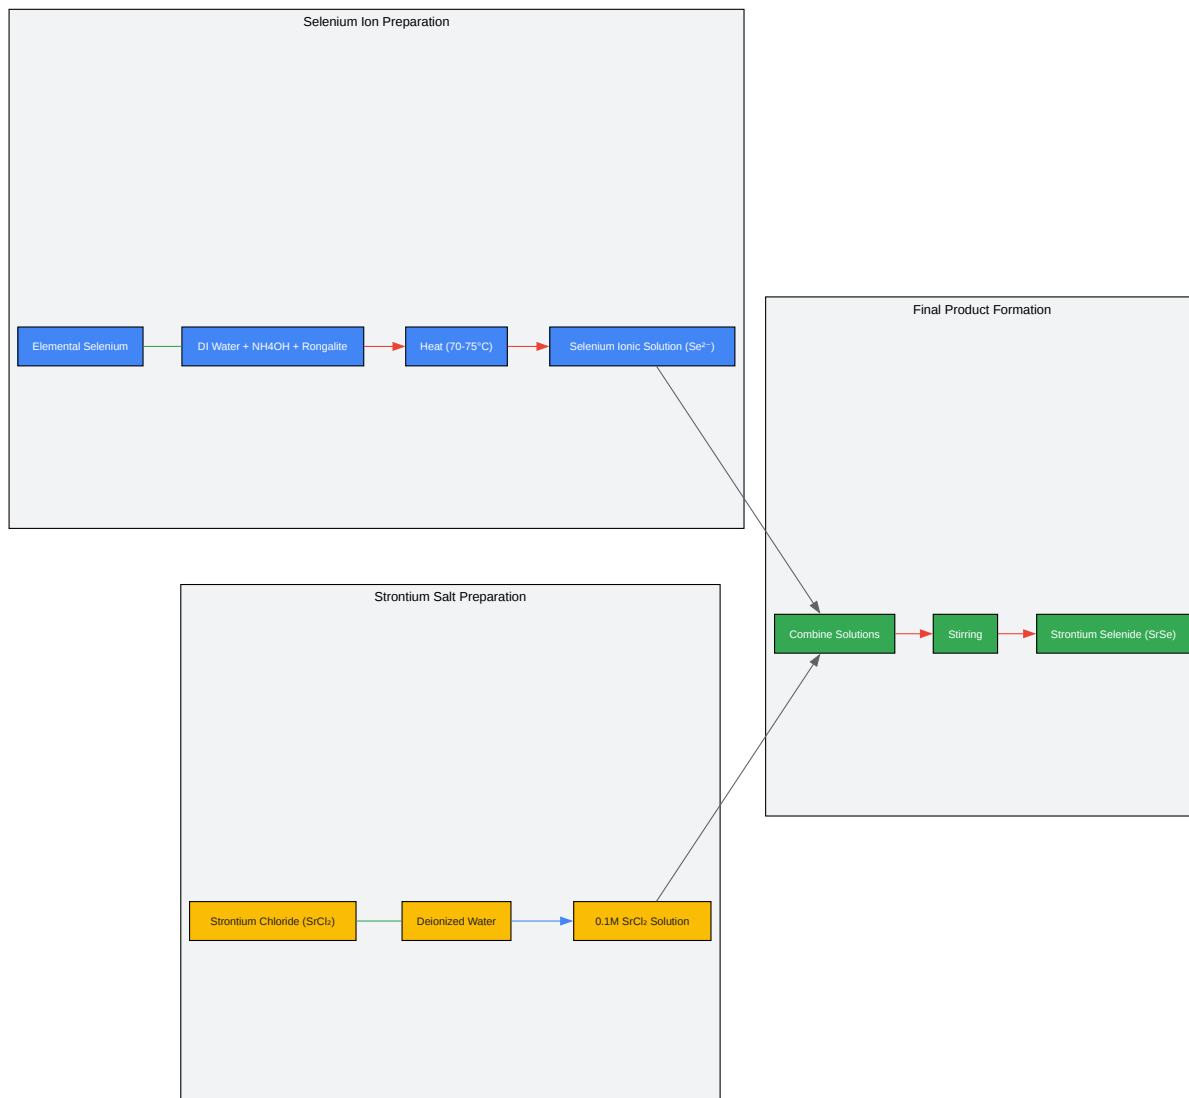 Selenium Ion Preparation
Elemental Selenium
DI Water + NH4OH + Rongalite
Heat (70-75°C)
Selenium Ionic Solution (Se²⁻)
Final Product Formation
Combine Solutions
Stirring
Strontium Selenide (SrSe)
Strontium Salt Preparation
Strontium Chloride (SrCl₂)
Deionized Water
0.1M SrCl₂ Solution